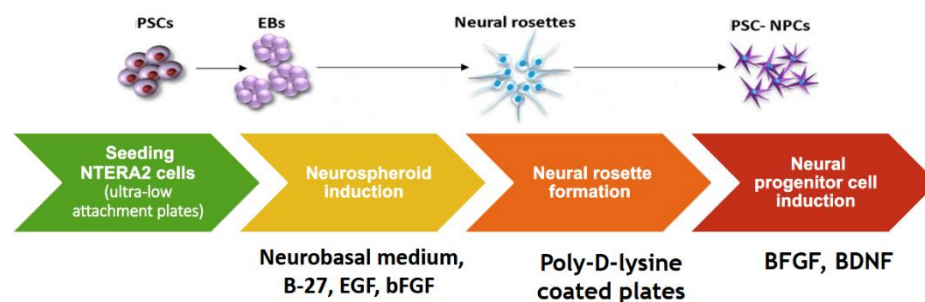 PSCs
EBs
Neural rosettes
PSC- NPCs
Seeding
NTERA2 cells
(ultra-low
attachment plates)
Neurospheroid
induction
Neural rosette
formation
Neural
progenitor cell
induction
Neurobasal medium,
B-27, EGF, bFGF
Poly-D-lysine
coated plates
BFGF, BDNF